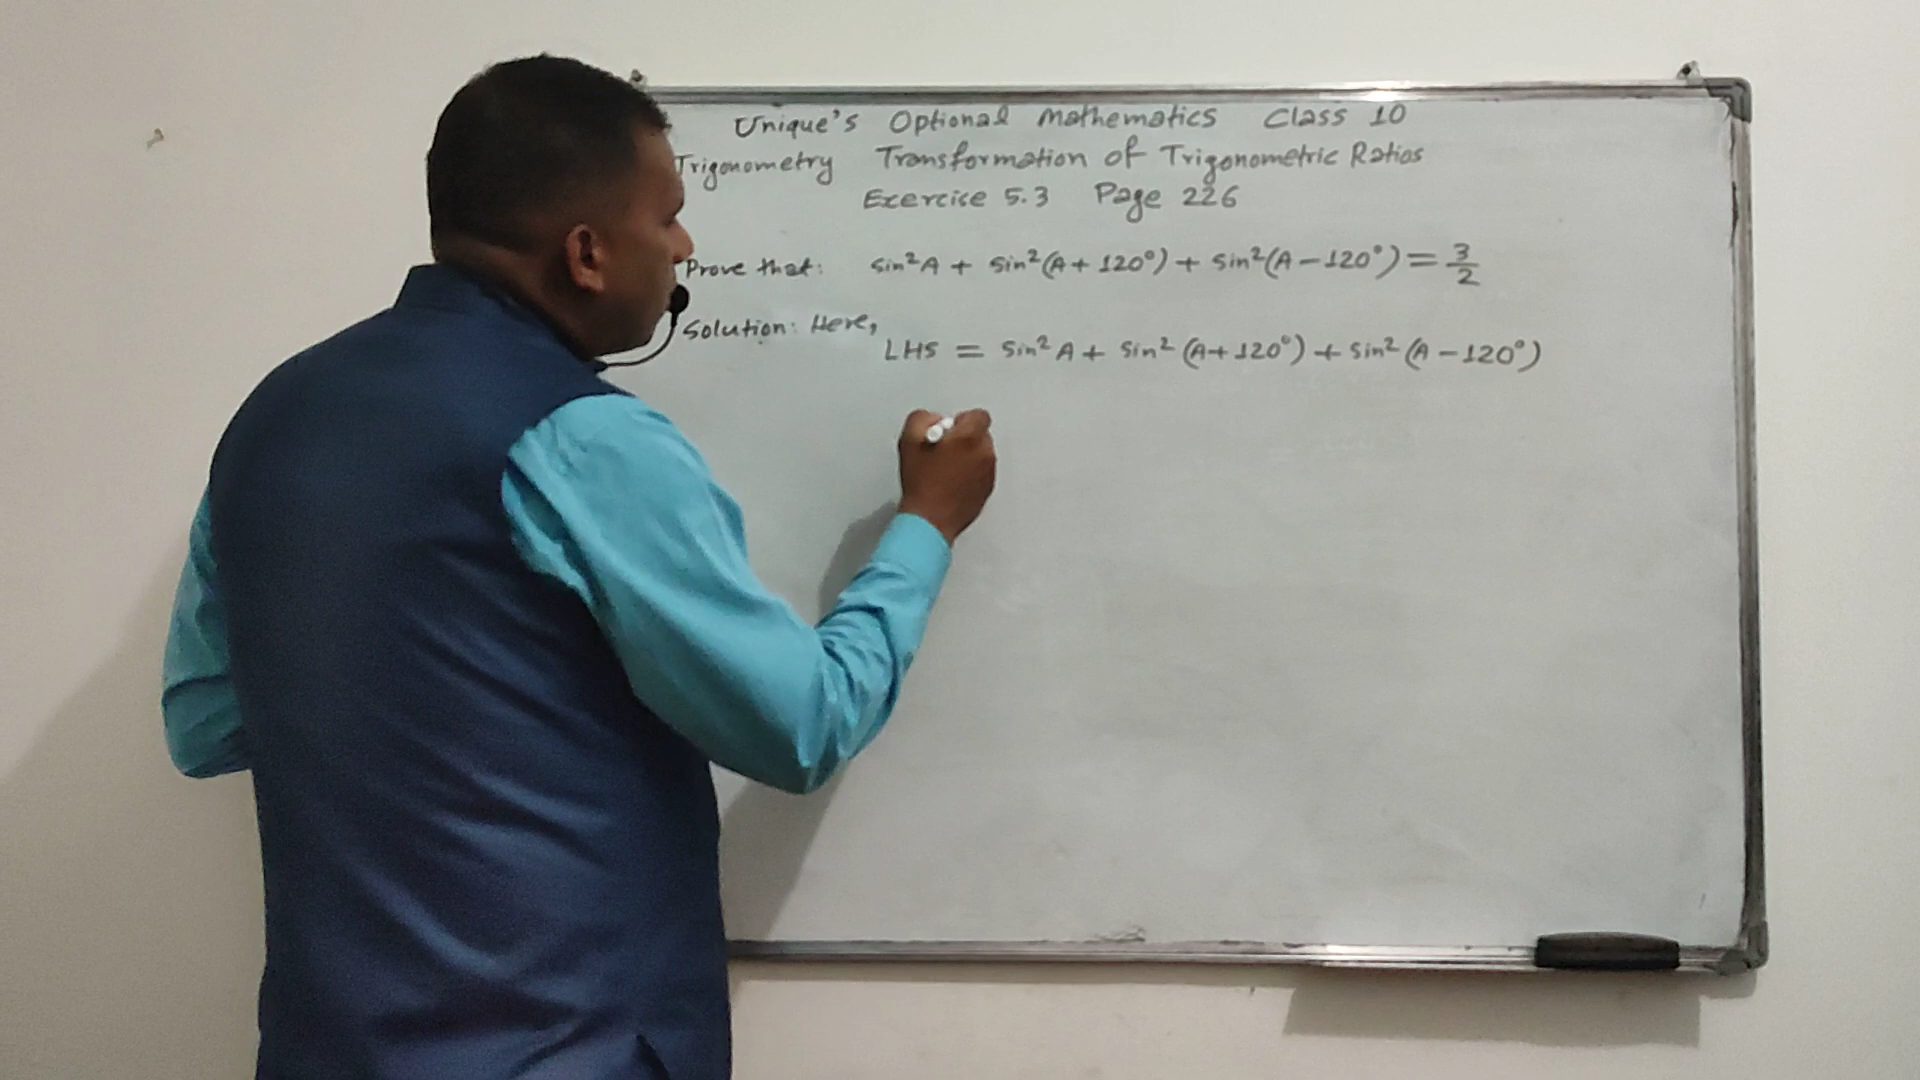 Unique's Optional Mathematics Class 10
Trigonometry Transformation of Trigonometric Ratios
Exercise 5.3 Page 226
Prove that: sin²A + sin²(A + 120°) + sin²(A − 120°) = 3/2
Solution: Here,
LHS = sin² A + sin² (A + 120°) + sin² (A − 120°)